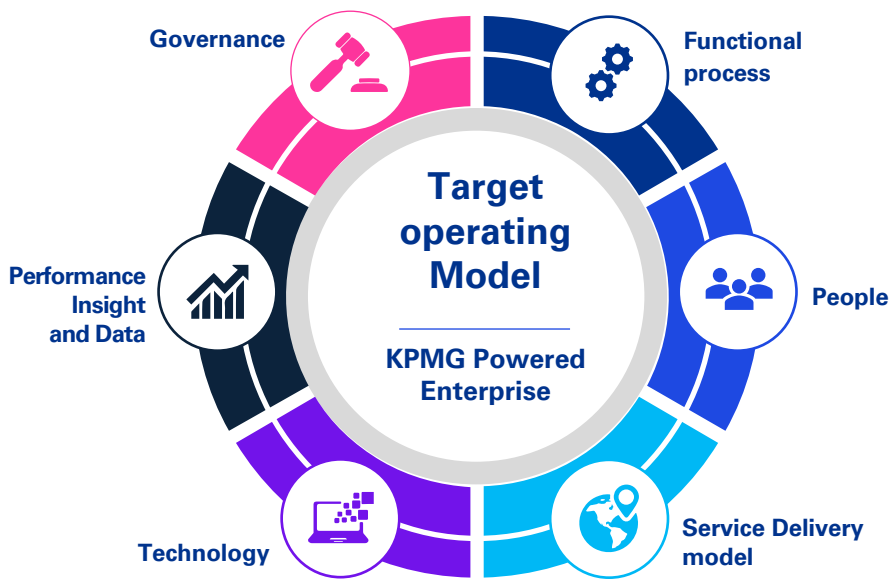 Governance
Functional
process
Target
operating
Model
Performance
Insight
and Data
People
KPMG Powered
Enterprise
Technology
Service Delivery
model